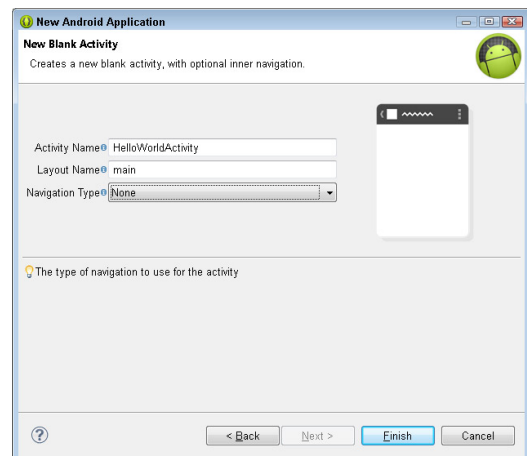 New Android Application
New Blank Activity
Creates a new blank activity, with optional inner navigation.
Activity Name HelloWorldActivity
Layout Name main
Navigation Type None
The type of navigation to use for the activity
< Back Next > Finish Cancel